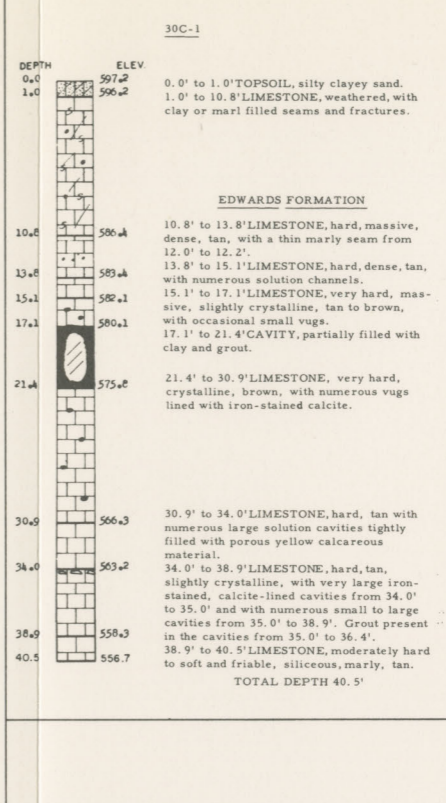 30C-1
DEPTH ELEV.
0.0 597.2
1.0 596.2
0.0' to 1.0'TOPSOIL, silty clayey sand.
1.0' to 10.8'LIMESTONE, weathered, with
clay or marl filled seams and fractures.
EDWARDS FORMATION
10.8 586.4
10.8' to 13.8'LIMESTONE, hard, massive,
dense, tan, with a thin marly seam from
12.0' to 12.2'.
13.8 583.4
13.8' to 15.1'LIMESTONE, hard, dense, tan,
with numerous solution channels.
15.1 582.1
15.1' to 17.1'LIMESTONE, very hard, mas-
sive, slightly crystalline, tan to brown,
with occasional small vugs.
17.1 580.1
17.1' to 21.4'CAVITY, partially filled with
clay and grout.
21.4 575.8
21.4' to 30.9'LIMESTONE, very hard,
crystalline, brown, with numerous vugs
lined with iron-stained calcite.
30.9 566.3
30.9' to 34.0'LIMESTONE, hard, tan with
numerous large solution cavities tightly
filled with porous yellow calcareous
material.
34.0 563.2
34.0' to 38.9'LIMESTONE, hard, tan,
slightly crystalline, with very large iron-
stained, calcite-lined cavities from 34.0'
to 35.0' and with numerous small to large
cavities from 35.0' to 38.9'. Grout present
in the cavities from 35.0' to 36.4'.
38.9 558.3
38.9' to 40.5'LIMESTONE, moderately hard
to soft and friable, siliceous, marly, tan.
40.5 556.7
TOTAL DEPTH 40.5'